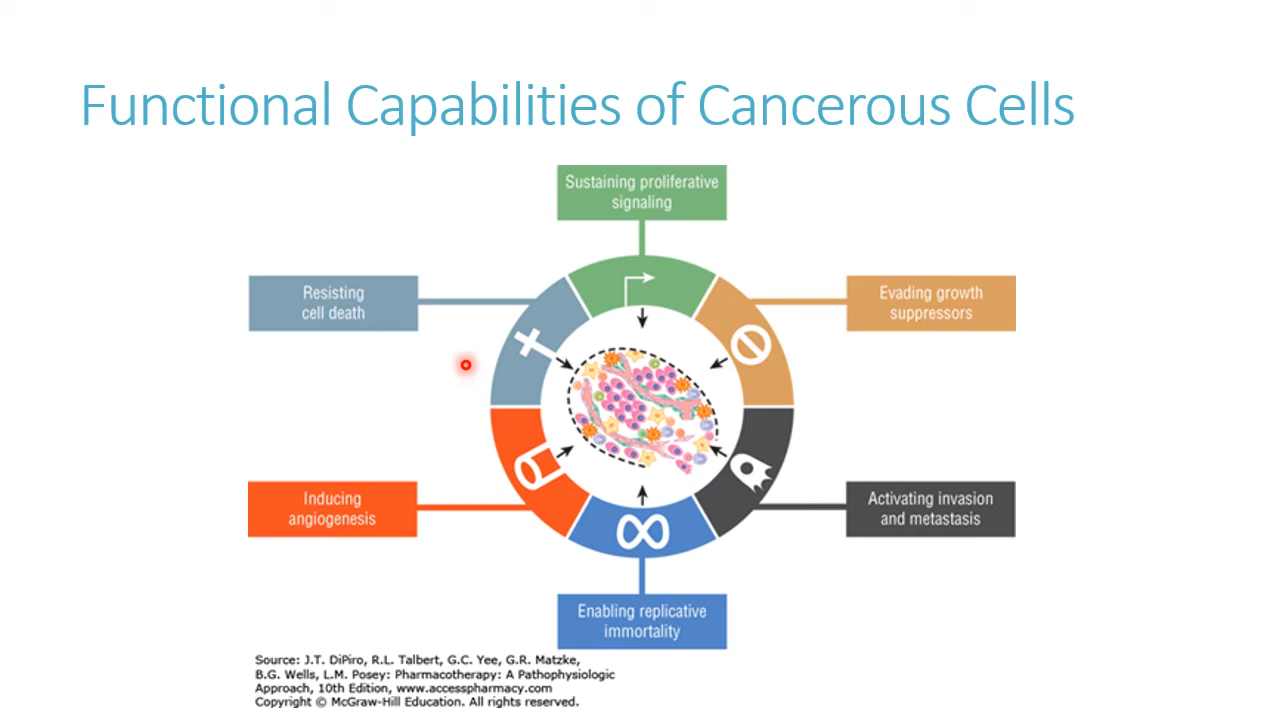 Functional Capabilities of Cancerous Cells
Sustaining proliferative
signaling
Resisting
cell death
Evading growth
suppressors
Inducing
angiogenesis
Activating invasion
and metastasis
Enabling replicative
immortality
Source: J.T. DiPiro, R.L. Talbert, G.C. Yee, G.R. Matzke,
B.G. Wells, L.M. Posey: Pharmacotherapy: A Pathophysiologic
Approach, 10th Edition, www.accesspharmacy.com
Copyright © McGraw-Hill Education. All rights reserved.